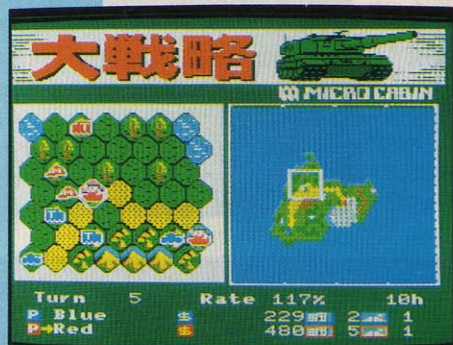 大戦略
MICRO CABIN
Turn 5 Rate 117% 10h
P Blue $ 229 2 1
P→Red $ 480 5 1